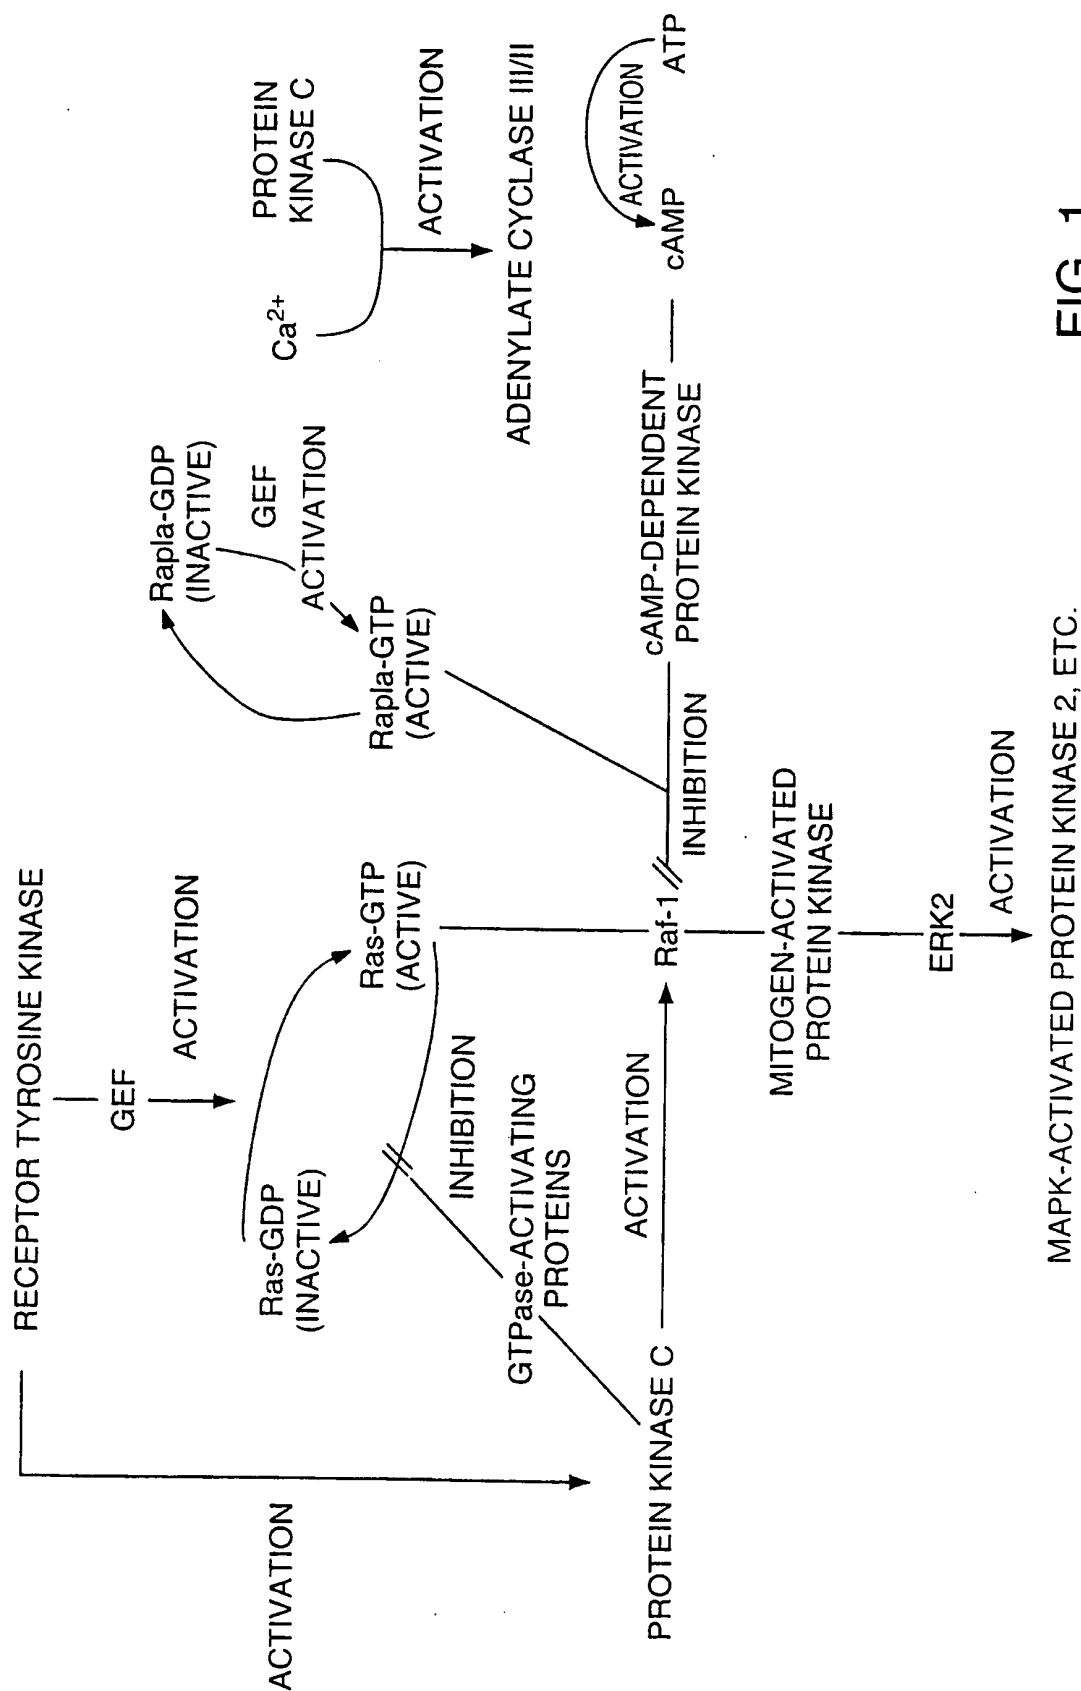 RECEPTOR TYROSINE KINASE
GEF
ACTIVATION
ACTIVATION
Ras-GDP
(INACTIVE)
Ras-GTP
(ACTIVE)
INHIBITION
GTPase-ACTIVATING
PROTEINS
PROTEIN KINASE C
ACTIVATION
Raf-1
INHIBITION
Rapla-GDP
(INACTIVE)
GEF
ACTIVATION
Rapla-GTP
(ACTIVE)
Ca2+
PROTEIN
KINASE C
ACTIVATION
ADENYLATE CYCLASE III/II
ACTIVATION
cAMP
ATP
cAMP-DEPENDENT
PROTEIN KINASE
MITOGEN-ACTIVATED
PROTEIN KINASE
ERK2
ACTIVATION
MAPK-ACTIVATED PROTEIN KINASE 2, ETC.
FIG. 1